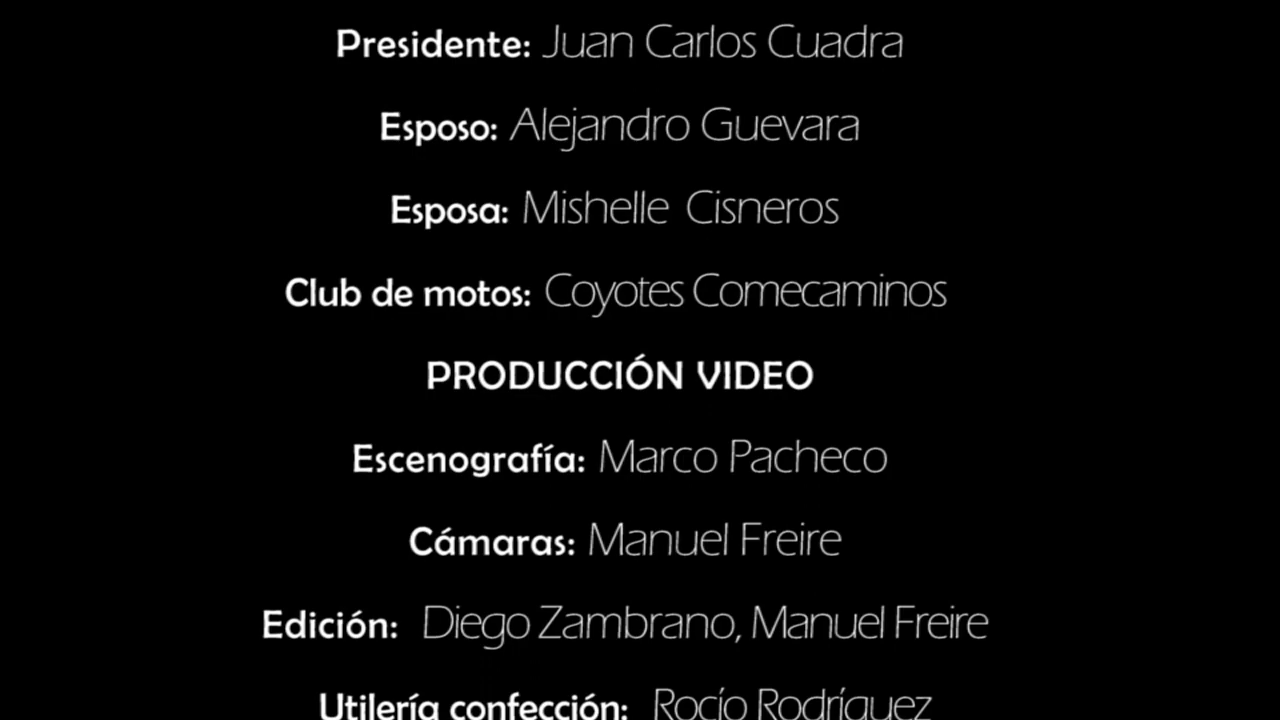 Presidente: Juan Carlos Cuadra
Esposo: Alejandro Guevara
Esposa: Mishelle Cisneros
Club de motos: Coyotes Comecaminos
PRODUCCIÓN VIDEO
Escenografía: Marco Pacheco
Cámaras: Manuel Freire
Edición: Diego Zambrano, Manuel Freire
Utilería confección: Rocío Rodríguez